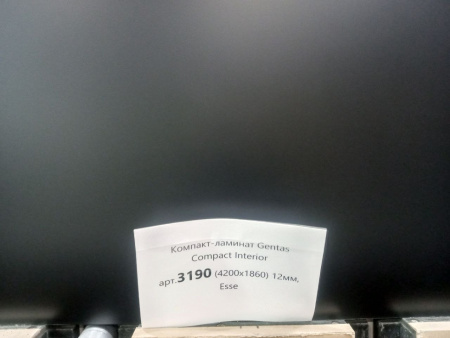 Компакт-ламинат Gentas
Compact Interior
арт.3190 (4200x1860) 12мм,
Esse